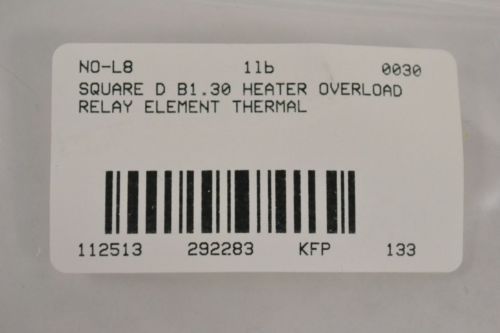 NO-L8 1lb 0030
SQUARE D B1.30 HEATER OVERLOAD
RELAY ELEMENT THERMAL
112513 292283 KFP 133